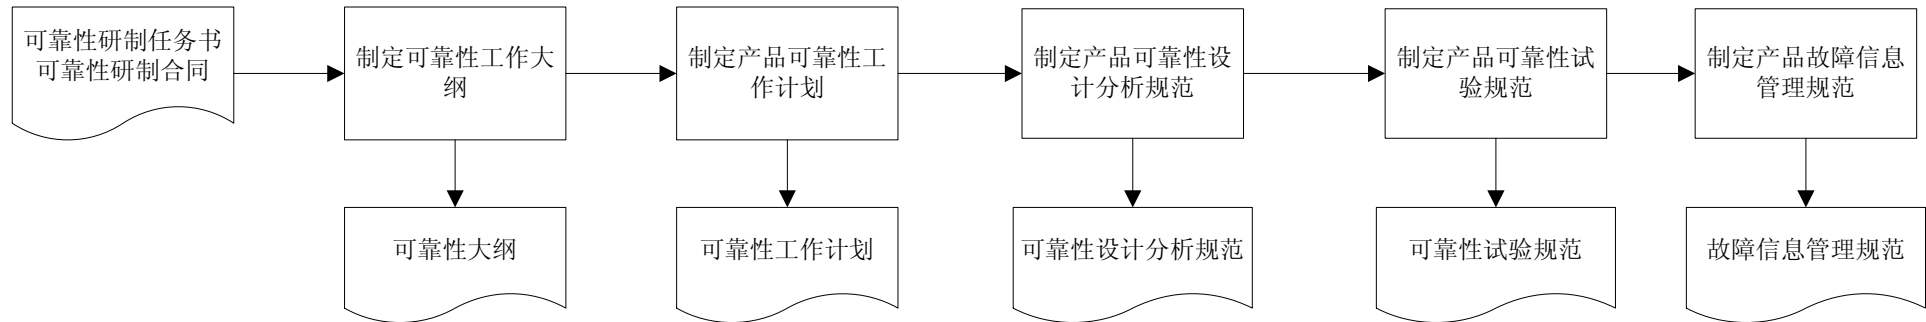 可靠性研制任务书
可靠性研制合同
制定可靠性工作大
纲
制定产品可靠性工
作计划
制定产品可靠性设
计分析规范
制定产品可靠性试
验规范
制定产品故障信息
管理规范
可靠性大纲
可靠性工作计划
可靠性设计分析规范
可靠性试验规范
故障信息管理规范